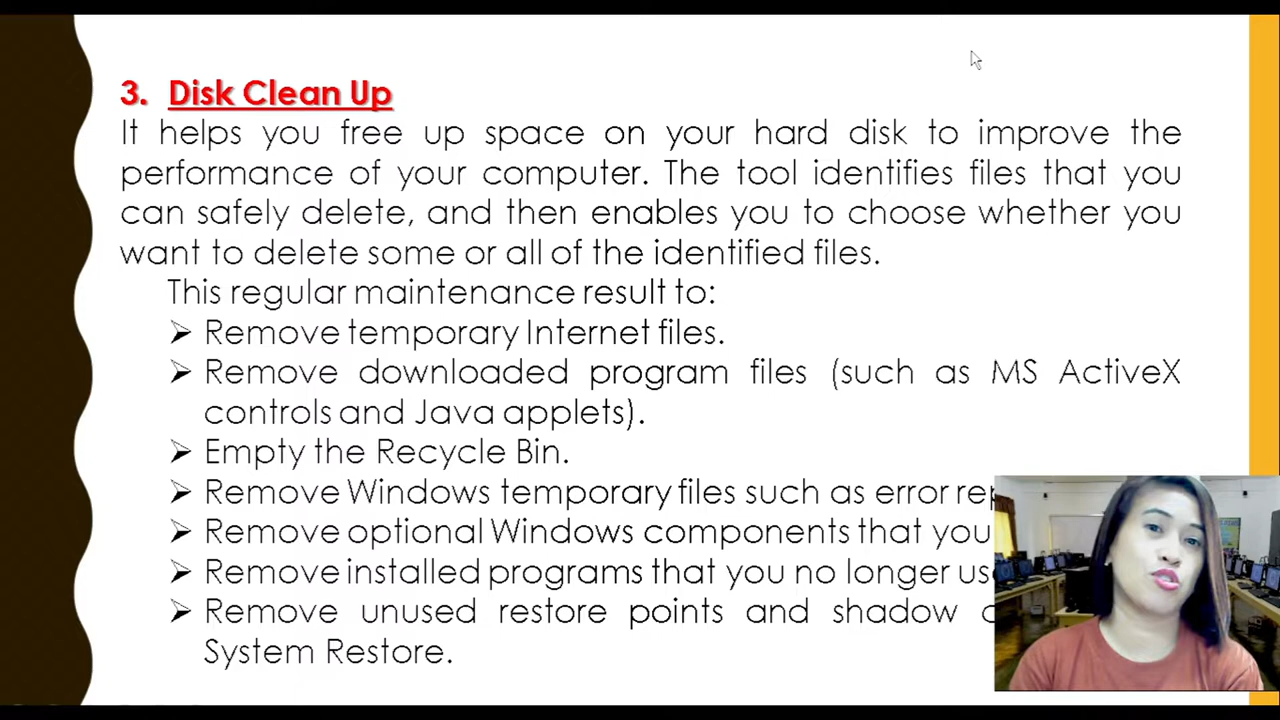 3. Disk Clean Up
It helps you free up space on your hard disk to improve the
performance of your computer. The tool identifies files that you
can safely delete, and then enables you to choose whether you
want to delete some or all of the identified files.
This regular maintenance result to:
➢ Remove temporary Internet files.
➢ Remove downloaded program files (such as MS ActiveX
controls and Java applets).
➢ Empty the Recycle Bin.
➢ Remove Windows temporary files such as error
➢ Remove optional Windows components that you
➢ Remove installed programs that you no longer
➢ Remove unused restore points and shadow
System Restore.